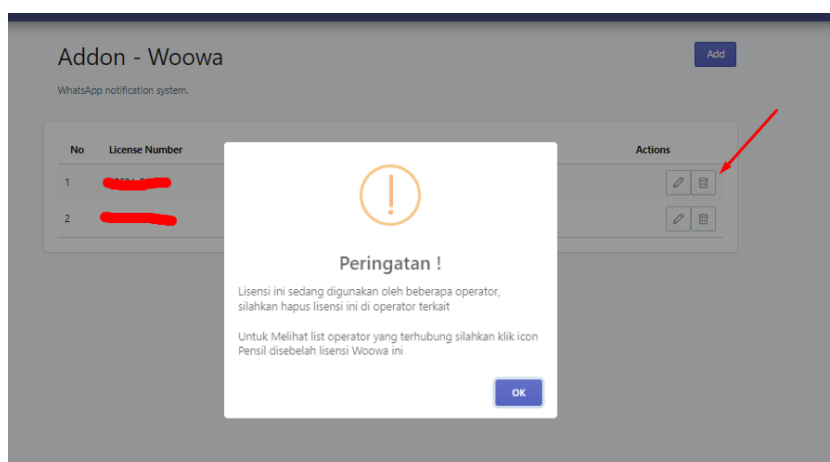 Addon - Woowa
Add
WhatsApp notification system.
No License Number Actions
1
Peringatan !
2
Lisensi ini sedang digunakan oleh beberapa operator,
silahkan hapus lisensi ini di operator terkait
Untuk Melihat list operator yang terhubung silahkan klik icon
Pensil disebelah lisensi Woowa ini
OK